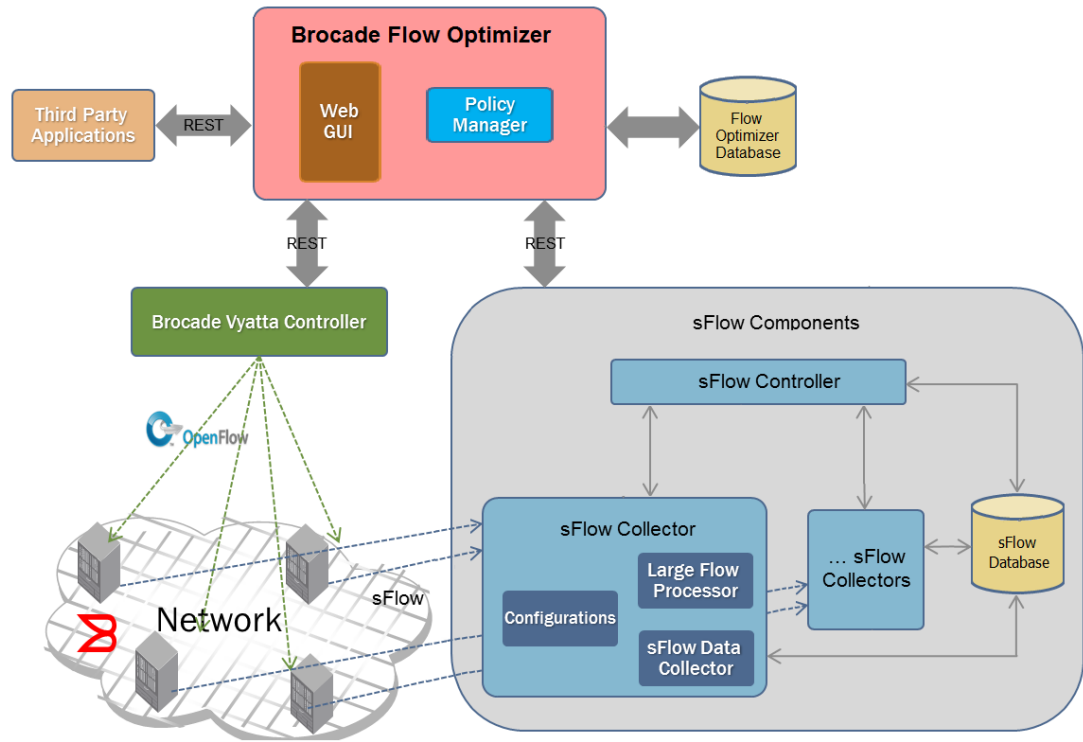 Brocade Flow Optimizer
Web
GUI
Policy
Manager
Third Party
Applications
REST
Flow
Optimizer
Database
REST
REST
Brocade Vyatta Controller
sFlow Components
sFlow Controller
OpenFlow
sFlow Collector
Large Flow
Processor
Configurations
sFlow Data
Collector
... sFlow
Collectors
sFlow
Database
sFlow
Network